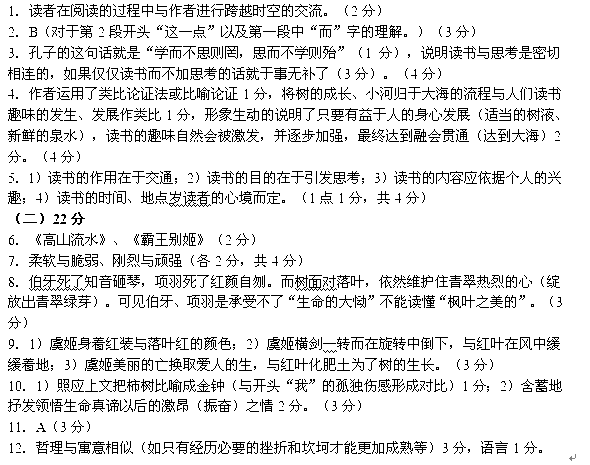 1．读者在阅读的过程中与作者进行跨越时空的交流。（2 分）
2．B（对于第 2 段开头“这一点”以及第一段中“而”字的理解。）（3 分）
3．孔子的这句话就是“学而不思则罔，思而不学则殆”（1 分），说明读书与思考是密切
相连的，如果仅仅读书而不加思考的话就于事无补了（3 分）。（4 分）
4．作者运用了类比论证法或比喻论证 1 分，将树的成长、小河归于大海的流程与人们读书
趣味的发生、发展作类比 1 分，形象生动的说明了只要有益于人的身心发展（适当的树液、
新鲜的泉水），读书的趣味自然会被激发，并逐步加强，最终达到融会贯通（达到大海）2
分。（4 分）
5．1）读书的作用在于交通；2）读书的目的在于引发思考；3）读书的内容应依据个人的兴
趣；4）读书的时间、地点发读者的心境而定。（1 点 1 分，共 4 分）
（二）22 分
6．《高山流水》、《霸王别姬》（2 分）
7．柔软与脆弱、刚烈与顽强（各 2 分，共 4 分）
8．伯牙死了知音砸琴，项羽死了红颜自刎。而树面对落叶，依然维护住青翠热烈的心（绽
放出青翠绿芽）。可见伯牙、项羽是承受不了“生命的大恸”不能读懂“枫叶之美的”。（3
分）
9．1）虞姬身着红装与落叶红的颜色；2）虞姬横剑一转而在旋转中倒下，与红叶在风中缓
缓着地；3）虞姬美丽的亡换取爱人的生，与红叶化肥土为了树的生长。（3 分）
10．1）照应上文把柿树比喻成金钟（与开头“我”的孤独伤感形成对比）1 分；2）含蓄地
抒发领悟生命真谛以后的激昂（振奋）之情 2 分。（3 分）
11．A（3 分）
12．哲理与寓意相似（如只有经历必要的挫折和坎坷才能更加成熟等）3 分，语言 1 分。